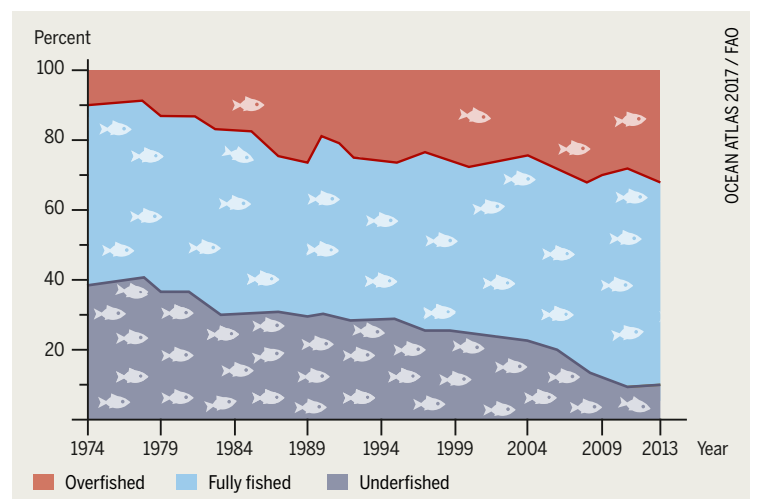 Percent
100
80
60
40
20
1974 1979 1984 1989 1994 1999 2004 2009 2013 Year
Overfished Fully fished Underfished
OCEAN ATLAS 2017 / FAO